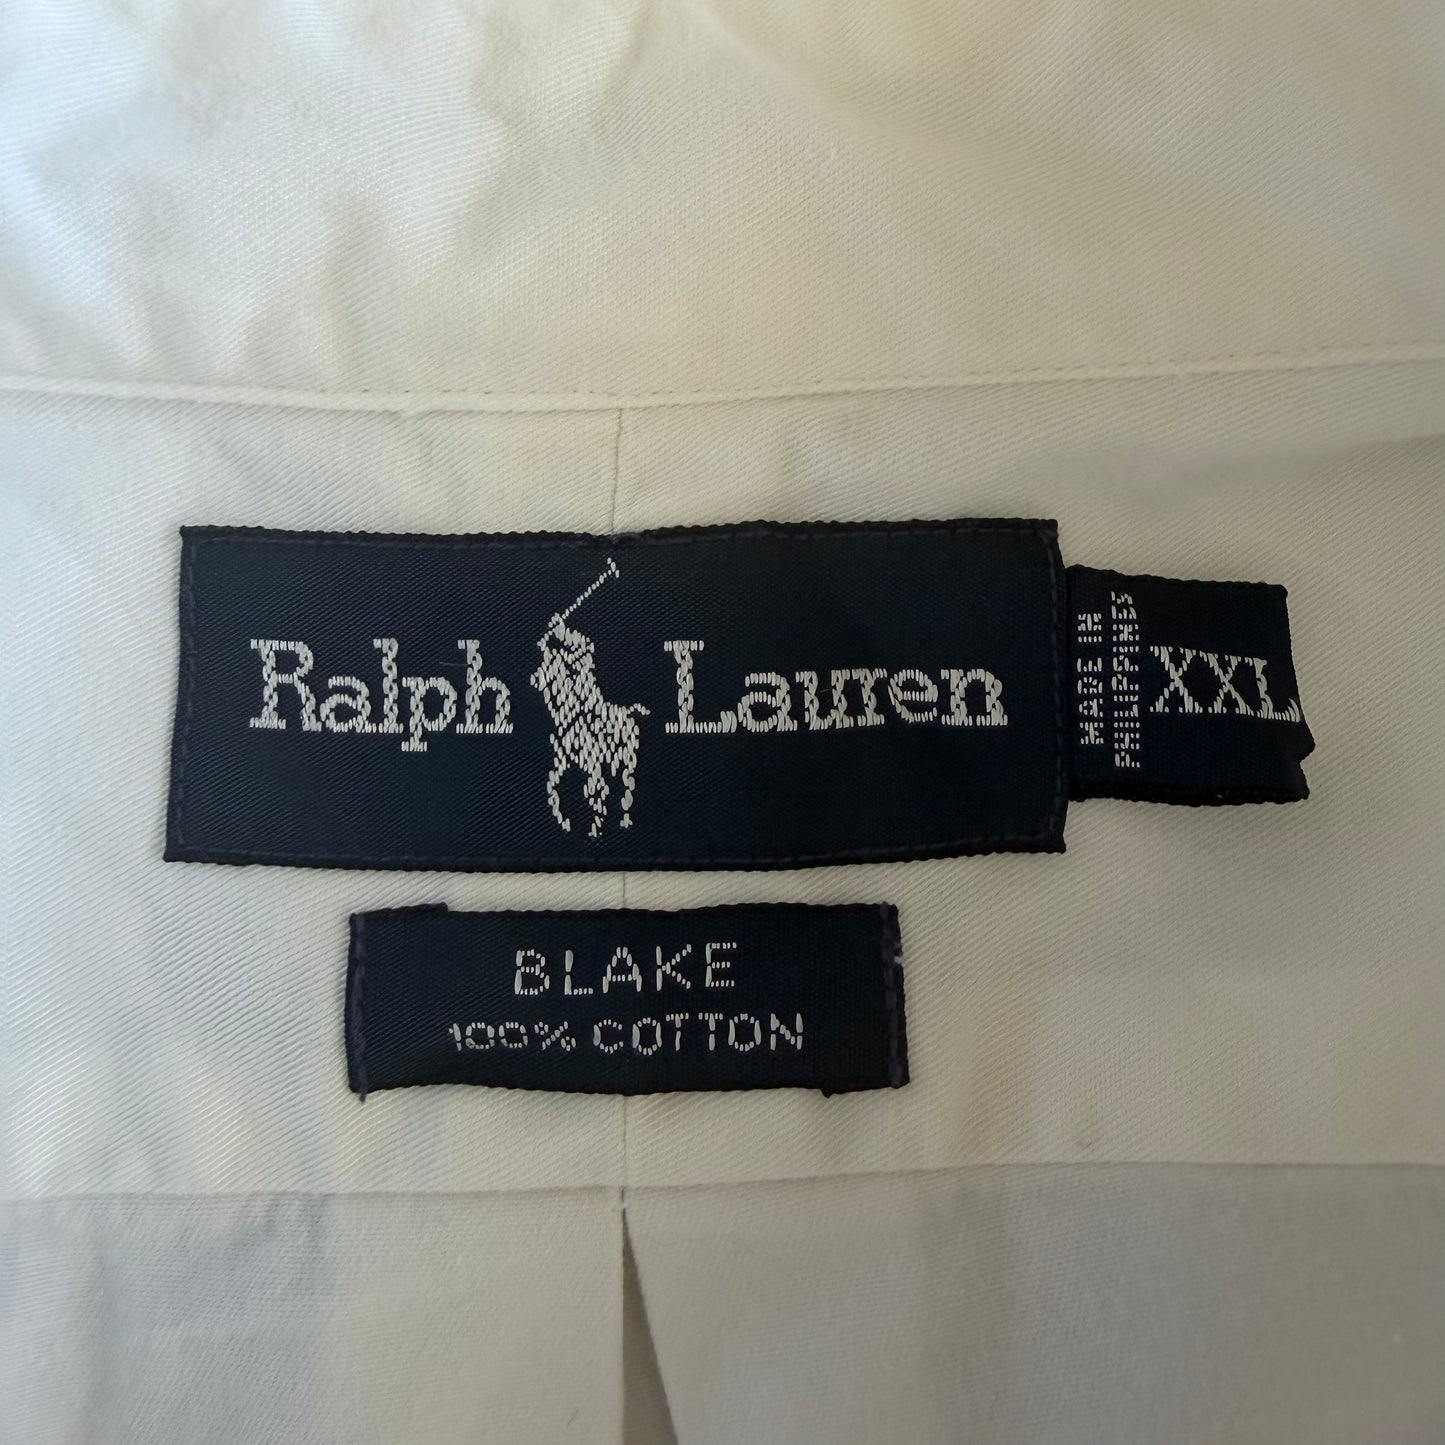 Ralph Lauren
MADE IN
PHILIPPINES
XXL
BLAKE
100% COTTON